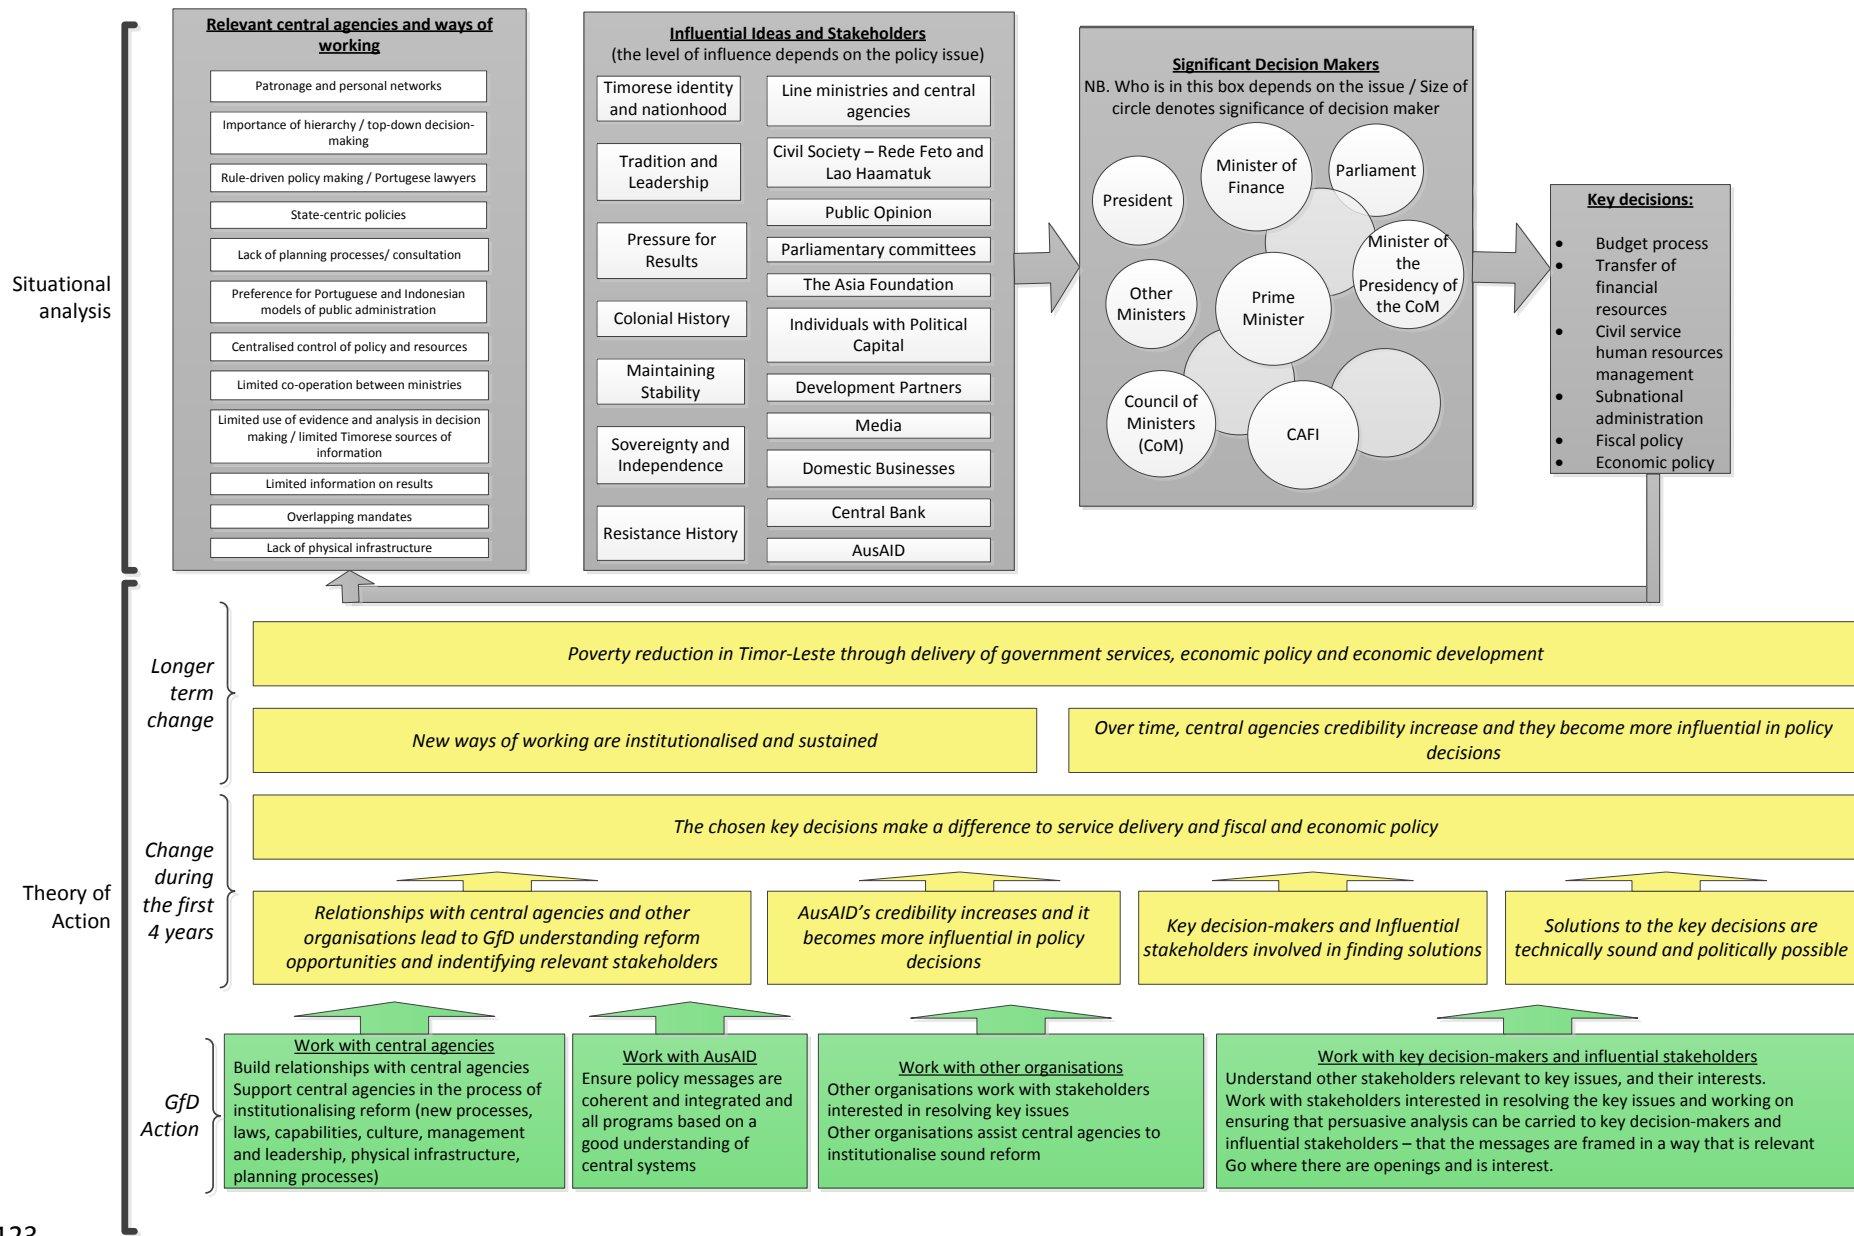 Situational
analysis
Relevant central agencies and ways of
working
Patronage and personal networks
Importance of hierarchy / top-down decision-
making
Rule-driven policy making / Portugese lawyers
State-centric policies
Lack of planning processes/ consultation
Preference for Portuguese and Indonesian
models of public administration
Centralised control of policy and resources
Limited co-operation between ministries
Limited use of evidence and analysis in decision
making / limited Timorese sources of
information
Limited information on results
Overlapping mandates
Lack of physical infrastructure
Influential Ideas and Stakeholders
(the level of influence depends on the policy issue)
Timorese identity
and nationhood
Tradition and
Leadership
Pressure for
Results
Colonial History
Maintaining
Stability
Sovereignty and
Independence
Resistance History
Line ministries and central
agencies
Civil Society – Rede Feto and
Lao Haamatuk
Public Opinion
Parliamentary committees
The Asia Foundation
Individuals with Political
Capital
Development Partners
Media
Domestic Businesses
Central Bank
AusAID
Significant Decision Makers
NB. Who is in this box depends on the issue / Size of
circle denotes significance of decision maker
President
Minister of
Finance
Parliament
Minister of
the
Presidency of
the CoM
Other
Ministers
Prime
Minister
Council of
Ministers
(CoM)
CAFI
Key decisions:
• Budget process
• Transfer of
financial
resources
• Civil service
human resources
management
• Subnational
administration
• Fiscal policy
• Economic policy
Theory of
Action
Longer
term
change
Poverty reduction in Timor-Leste through delivery of government services, economic policy and economic development
New ways of working are institutionalised and sustained
Over time, central agencies credibility increase and they become more influential in policy
decisions
Change
during
the first
4 years
The chosen key decisions make a difference to service delivery and fiscal and economic policy
Relationships with central agencies and other
organisations lead to GfD understanding reform
opportunities and indentifying relevant stakeholders
AusAID’s credibility increases and it
becomes more influential in policy
decisions
Key decision-makers and Influential
stakeholders involved in finding solutions
Solutions to the key decisions are
technically sound and politically possible
GfD
Action
Work with central agencies
Build relationships with central agencies
Support central agencies in the process of
institutionalising reform (new processes,
laws, capabilities, culture, management
and leadership, physical infrastructure,
planning processes)
Work with AusAID
Ensure policy messages are
coherent and integrated and
all programs based on a
good understanding of
central systems
Work with other organisations
Other organisations work with stakeholders
interested in resolving key issues
Other organisations assist central agencies to
institutionalise sound reform
Work with key decision-makers and influential stakeholders
Understand other stakeholders relevant to key issues, and their interests.
Work with stakeholders interested in resolving the key issues and working on
ensuring that persuasive analysis can be carried to key decision-makers and
influential stakeholders – that the messages are framed in a way that is relevant
Go where there are openings and is interest.
123